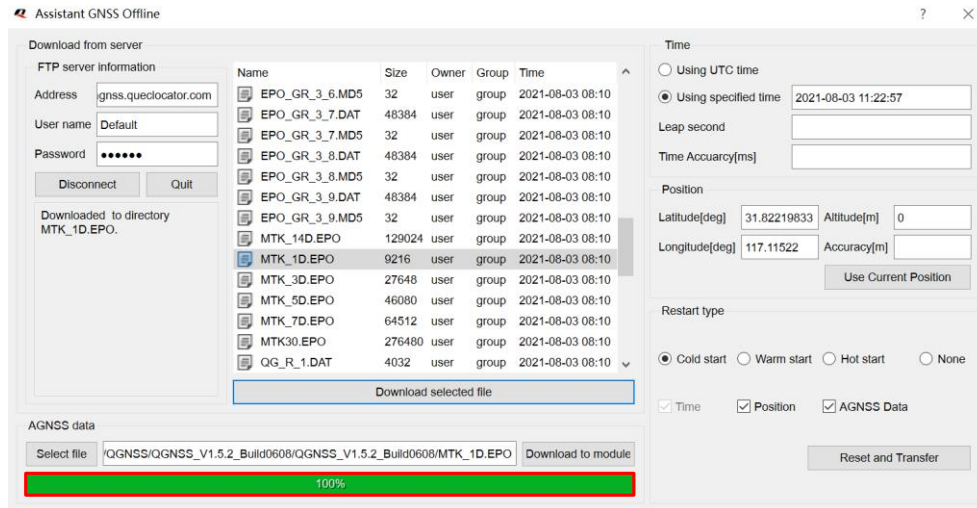 Assistant GNSS Offline
Download from server
FTP server information
Address gnss.queclocator.com
User name Default
Password ●●●●●●
Disconnect Quit
Downloaded to directory
MTK_1D.EPO.
Name Size Owner Group Time
EPO_GR_3_6.MD5 32 user group 2021-08-03 08:10
EPO_GR_3_7.DAT 48384 user group 2021-08-03 08:10
EPO_GR_3_7.MD5 32 user group 2021-08-03 08:10
EPO_GR_3_8.DAT 48384 user group 2021-08-03 08:10
EPO_GR_3_8.MD5 32 user group 2021-08-03 08:10
EPO_GR_3_9.DAT 48384 user group 2021-08-03 08:10
EPO_GR_3_9.MD5 32 user group 2021-08-03 08:10
MTK_14D.EPO 129024 user group 2021-08-03 08:10
MTK_1D.EPO 9216 user group 2021-08-03 08:10
MTK_3D.EPO 27648 user group 2021-08-03 08:10
MTK_5D.EPO 46080 user group 2021-08-03 08:10
MTK_7D.EPO 64512 user group 2021-08-03 08:10
MTK30.EPO 276480 user group 2021-08-03 08:10
QG_R_1.DAT 4032 user group 2021-08-03 08:10
Download selected file
AGNSS data
Select file /QGNSS/QGNSS_V1.5.2_Build0608/QGNSS_V1.5.2_Build0608/MTK_1D.EPO Download to module
100%
Time
Using UTC time
Using specified time 2021-08-03 11:22:57
Leap second
Time Accuarcy[ms]
Position
Latitude[deg] 31.82219833 Altitude[m] 0
Longitude[deg] 117.11522 Accuracy[m]
Use Current Position
Restart type
Cold start Warm start Hot start None
Time Position AGNSS Data
Reset and Transfer